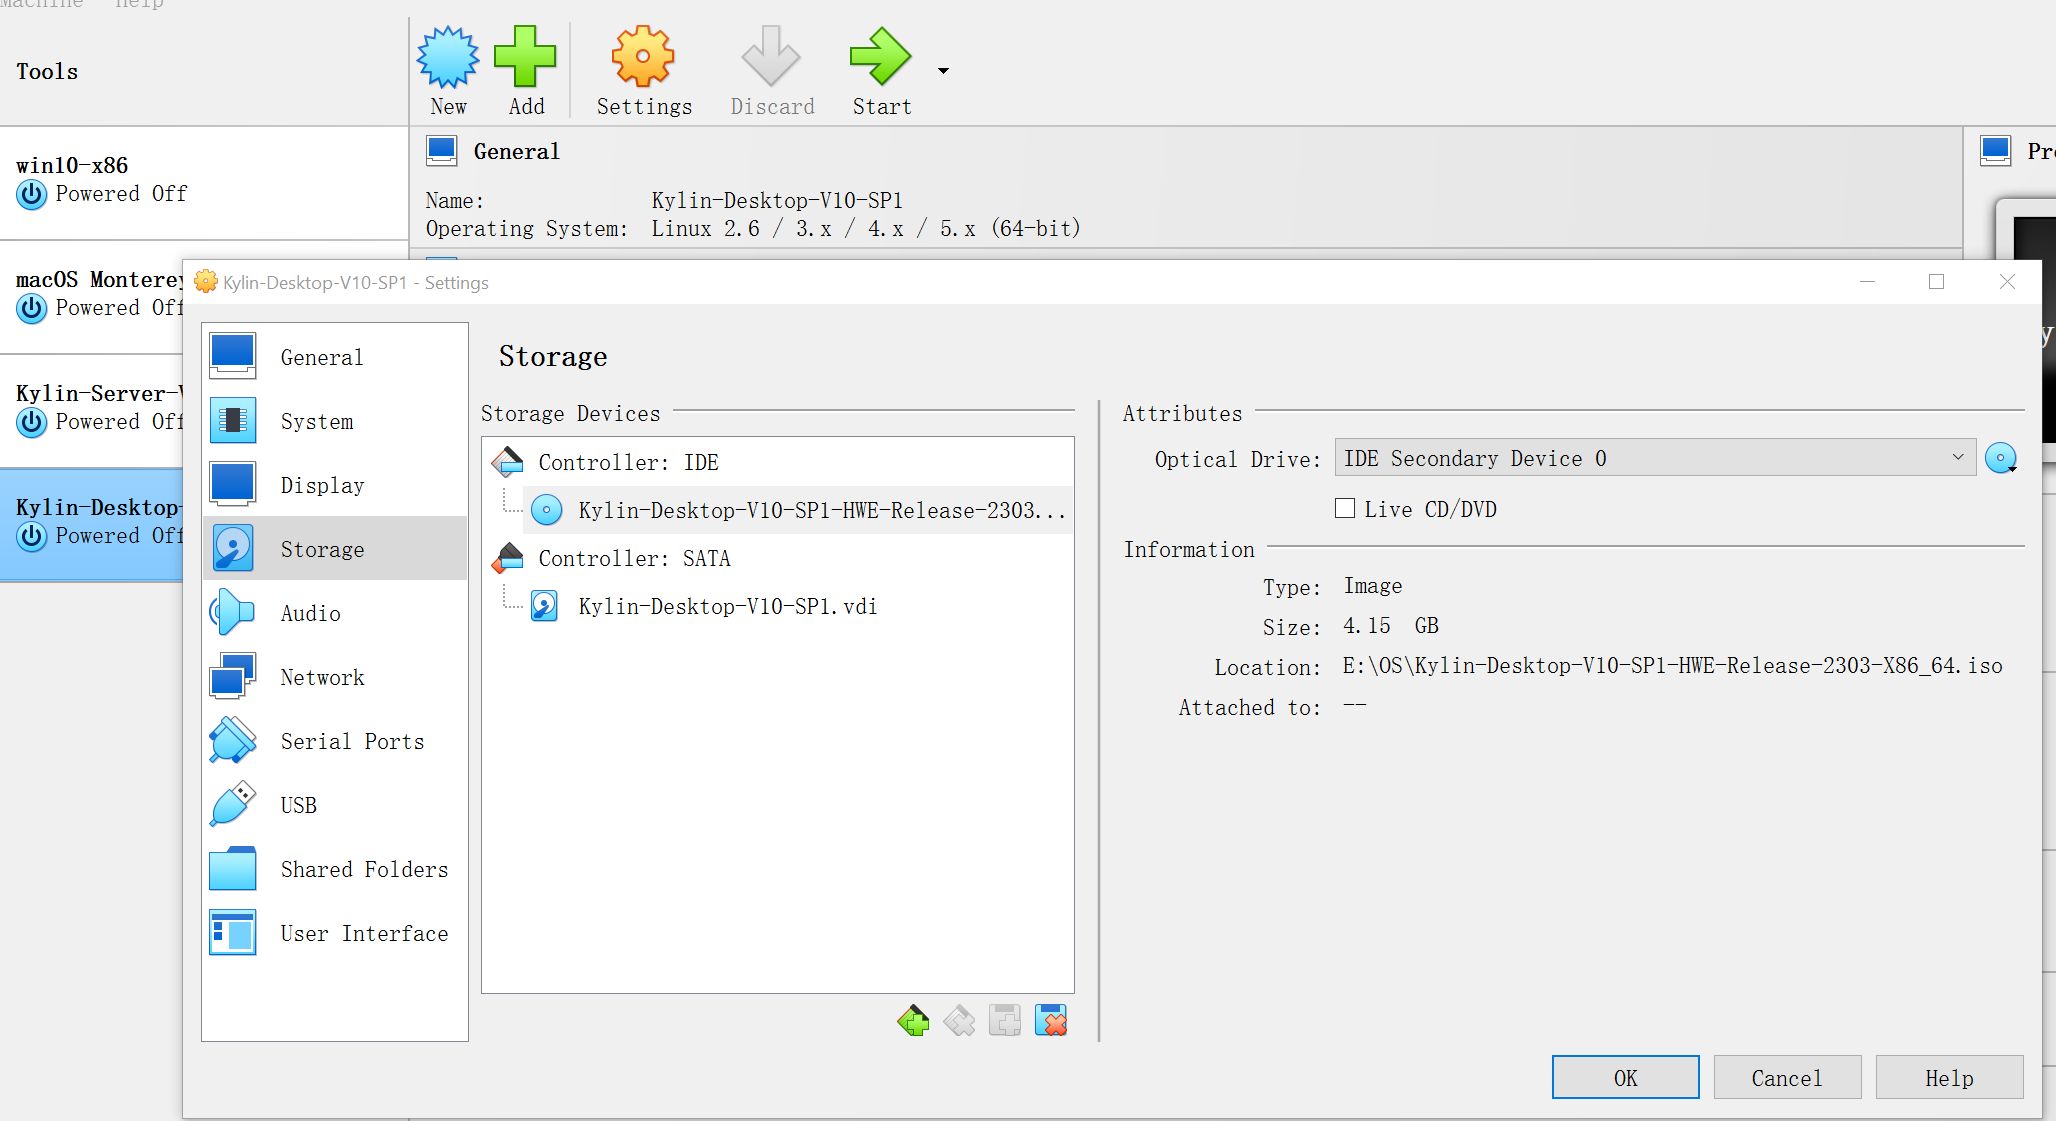 Machine Help
Tools
New
Add
Settings
Discard
Start
win10-x86
Powered Off
General
Name: Kylin-Desktop-V10-SP1
Operating System: Linux 2.6 / 3.x / 4.x / 5.x (64-bit)
macOS Monterey
Powered Off
Kylin-Server-
Powered Off
Kylin-Desktop-
Powered Off
Kylin-Desktop-V10-SP1 - Settings
General
System
Display
Storage
Audio
Network
Serial Ports
USB
Shared Folders
User Interface
Storage
Storage Devices
Controller: IDE
Kylin-Desktop-V10-SP1-HWE-Release-2303...
Controller: SATA
Kylin-Desktop-V10-SP1.vdi
Attributes
Optical Drive: IDE Secondary Device 0
Live CD/DVD
Information
Type: Image
Size: 4.15 GB
Location: E:\OS\Kylin-Desktop-V10-SP1-HWE-Release-2303-X86_64.iso
Attached to: --
OK
Cancel
Help